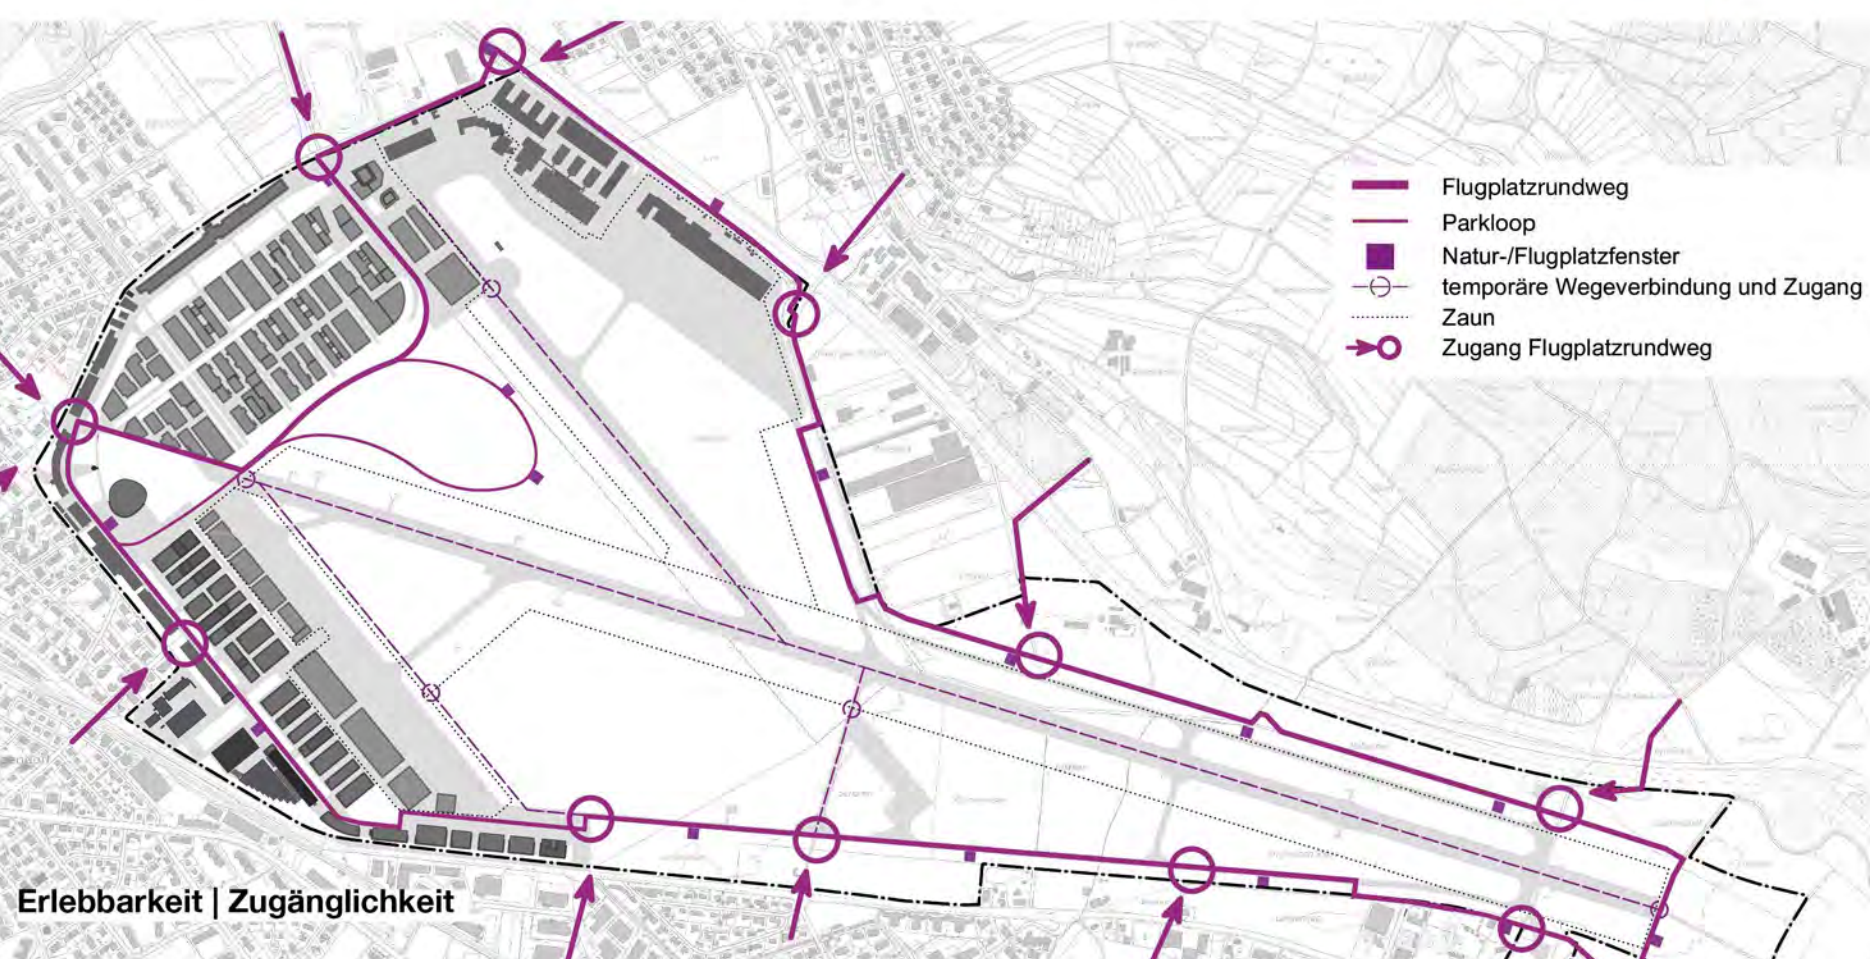 Flugplatzrundweg
Parkloop
Natur-/Flugplatzfenster
temporäre Wegeverbindung und Zugang
Zaun
Zugang Flugplatzrundweg
Erlebbarkeit | Zugänglichkeit